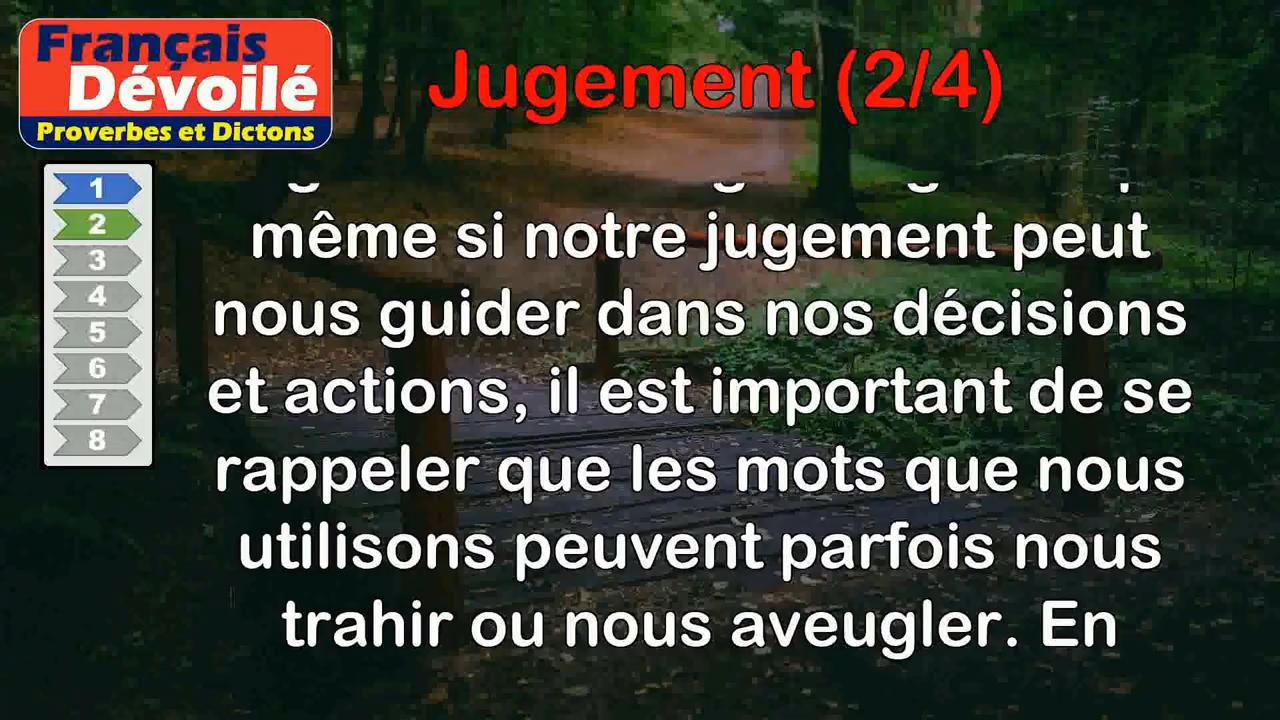 Français
Dévoilé
Proverbes et Dictons
Jugement (2/4)
1
2
3
4
5
6
7
8
même si notre jugement peut
nous guider dans nos décisions
et actions, il est important de se
rappeler que les mots que nous
utilisons peuvent parfois nous
trahir ou nous aveugler. En